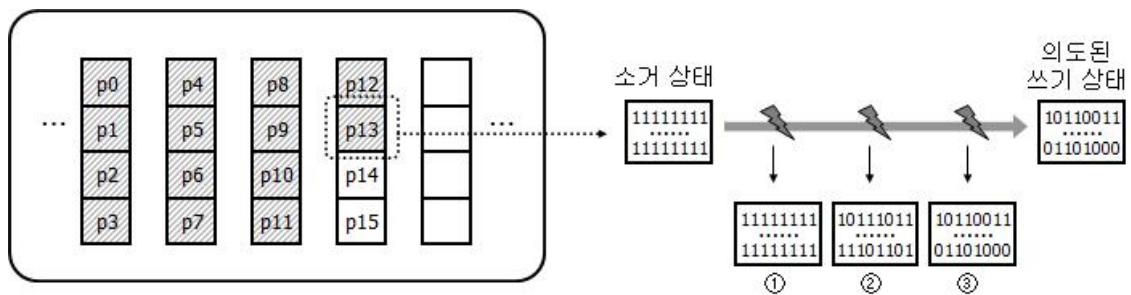 p0 p4 p8 p12
... p1 p5 p9 p13 ...
p2 p6 p10 p14
p3 p7 p11 p15
소거 상태
11111111
......
11111111
의도된
쓰기 상태
10110011
......
01101000
11111111
......
11111111
①
10111011
......
11101101
②
10110011
......
01101000
③